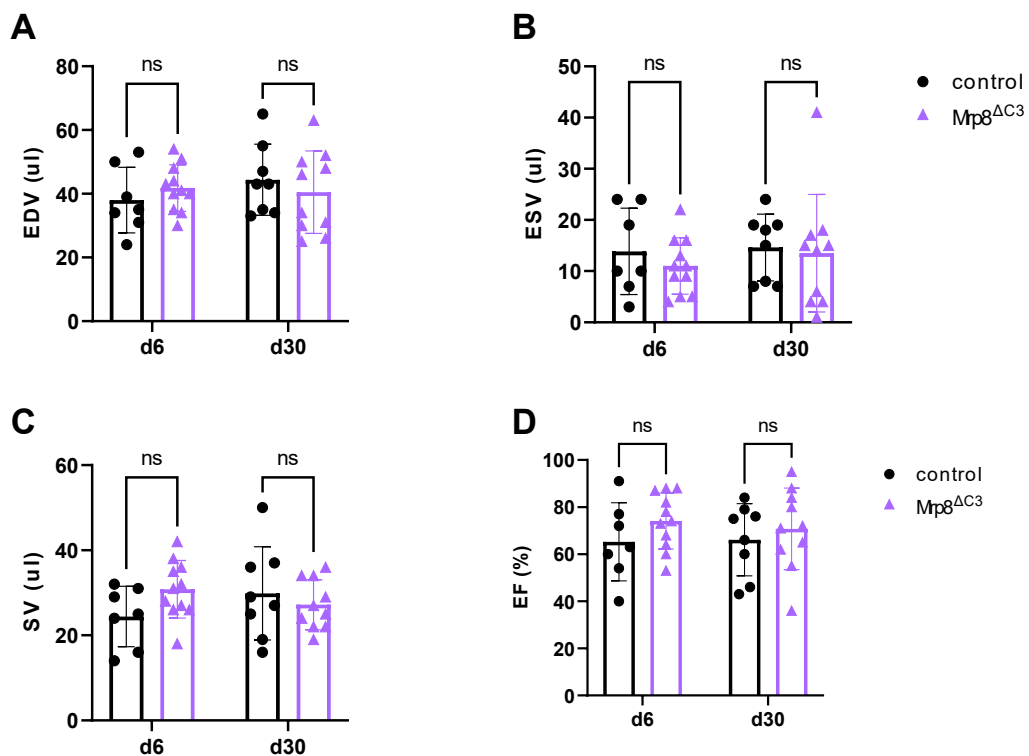 A
EDV (ul)
80
60
40
20
0
ns
ns
d6
d30
B
ESV (ul)
50
40
30
20
10
0
ns
ns
d6
d30
control
Mrp8ΔC3
C
SV (ul)
60
40
20
0
ns
ns
d6
d30
D
EF (%)
100
80
60
40
20
0
ns
ns
d6
d30
control
Mrp8ΔC3